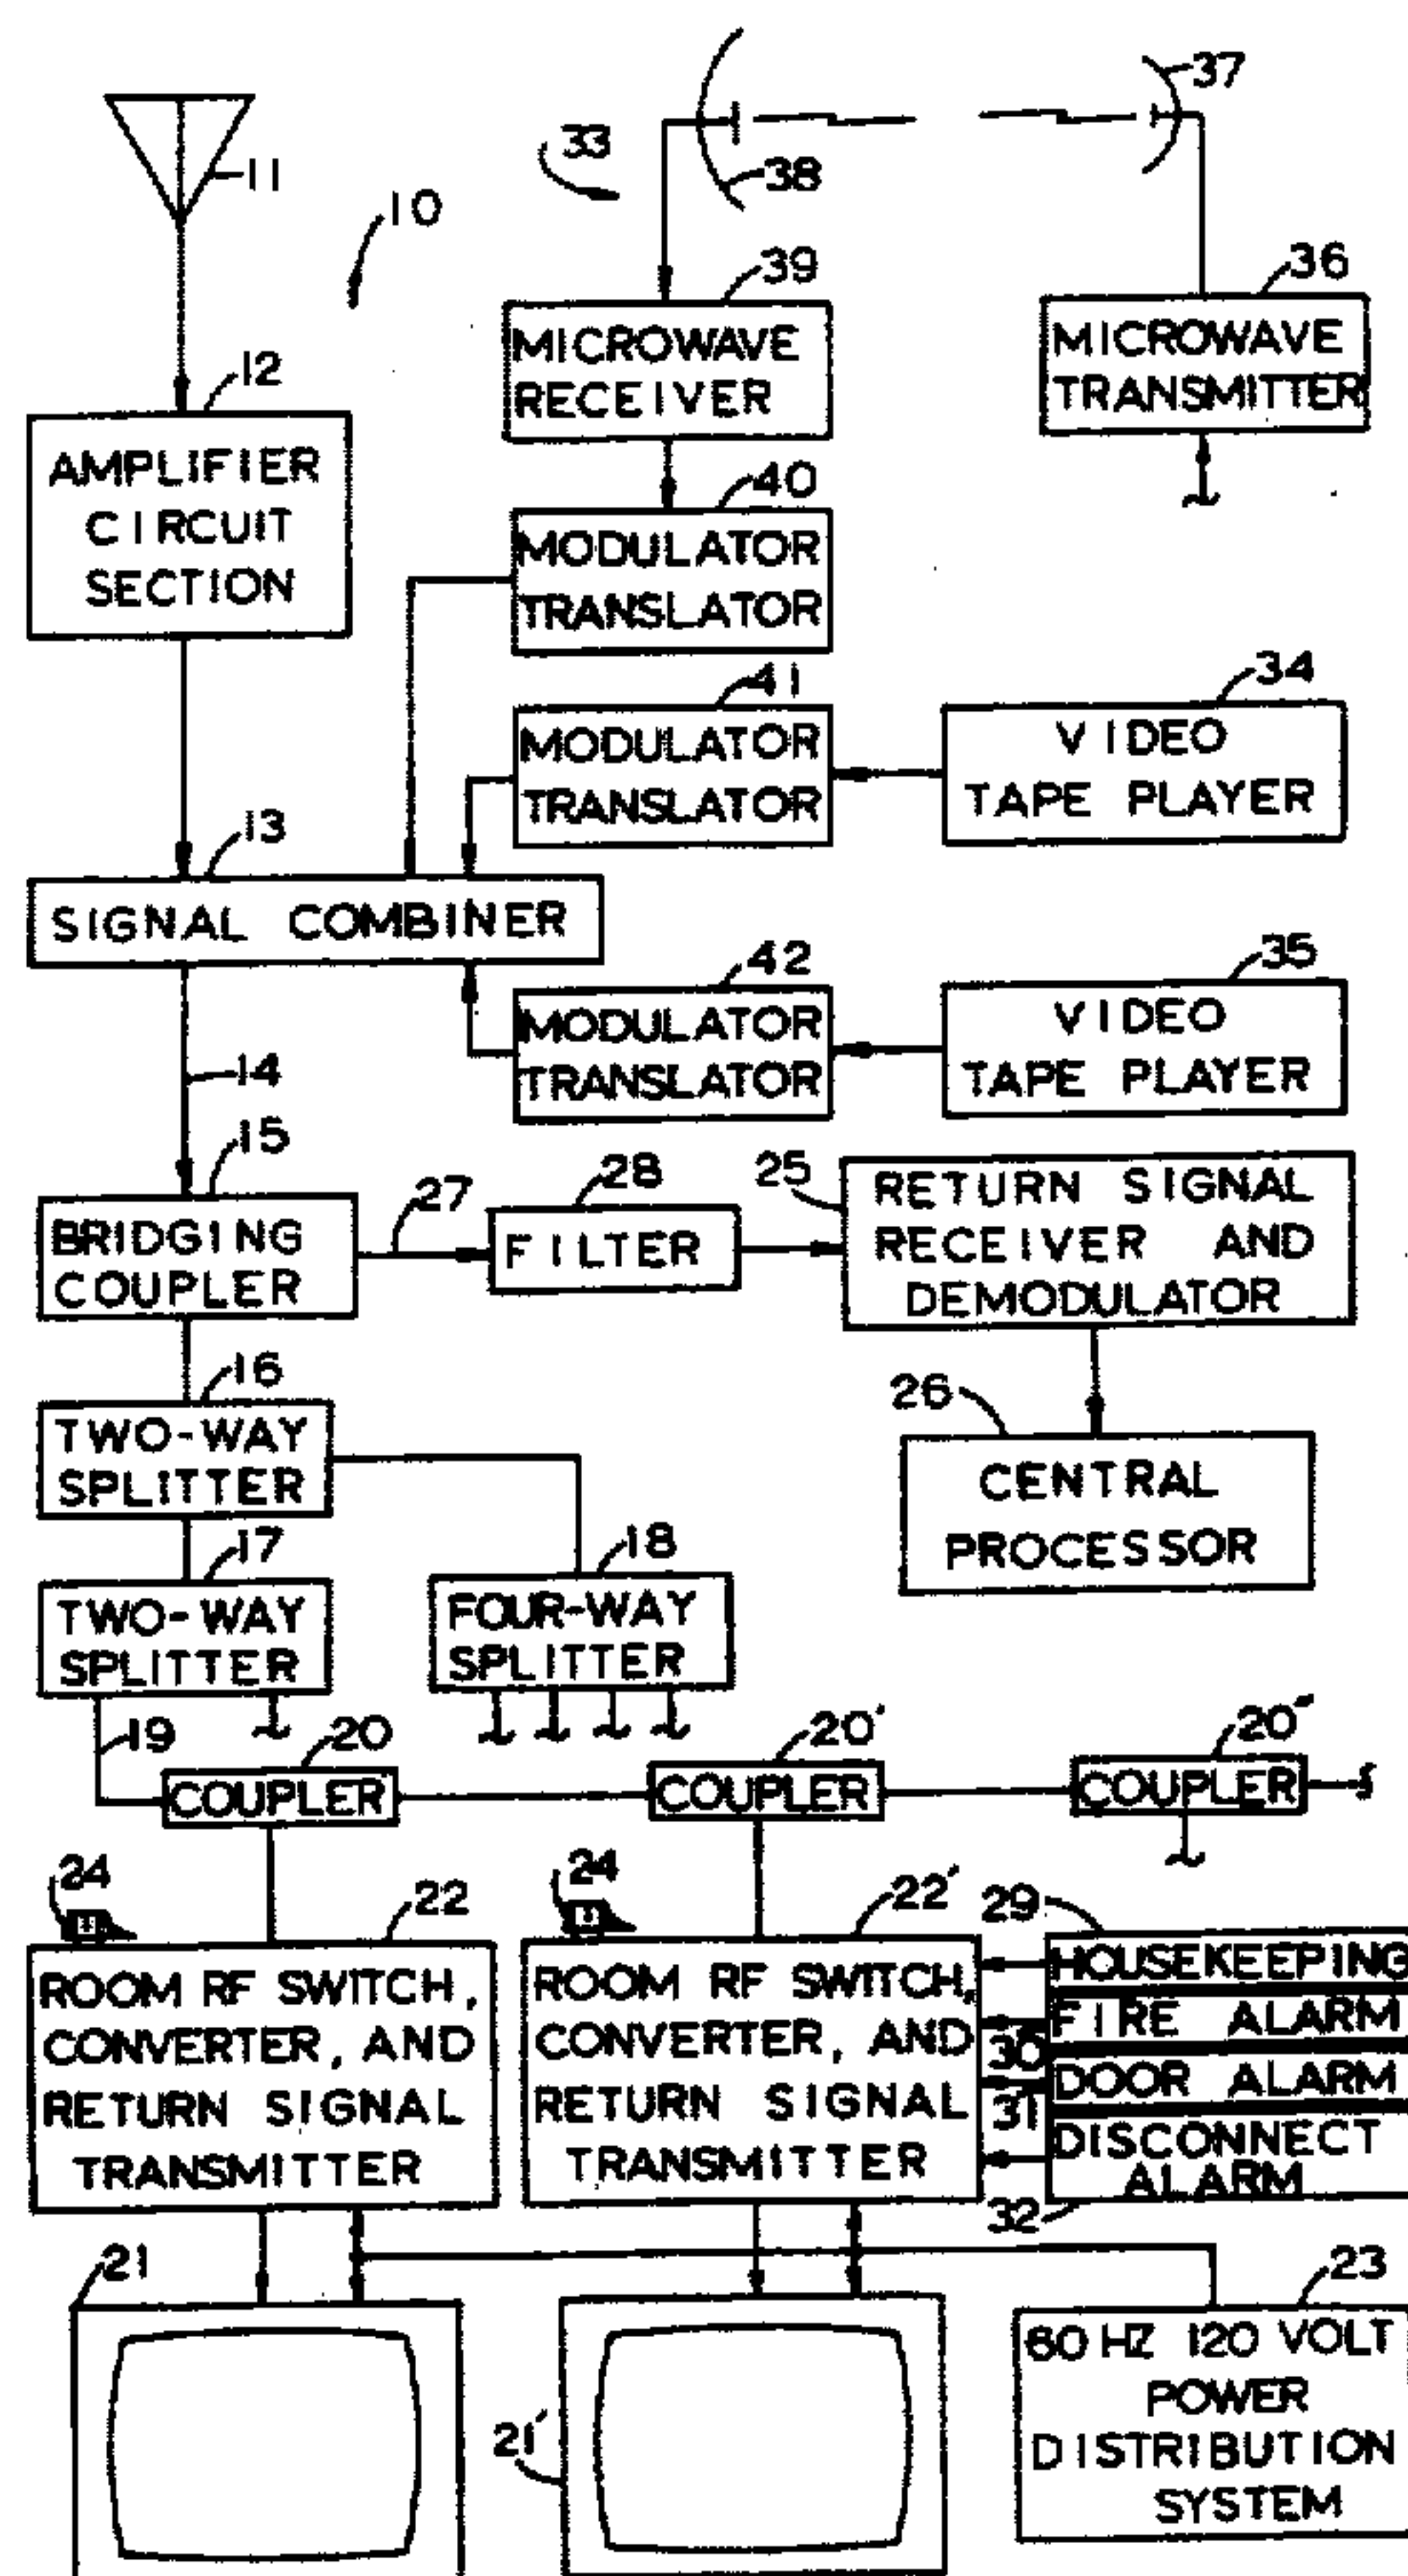 37
33
38
11
10
39
36
MICROWAVE
RECEIVER
MICROWAVE
TRANSMITTER
12
AMPLIFIER
CIRCUIT
SECTION
40
MODULATOR
TRANSLATOR
41
MODULATOR
TRANSLATOR
34
VIDEO
TAPE PLAYER
13
SIGNAL COMBINER
42
MODULATOR
TRANSLATOR
35
VIDEO
TAPE PLAYER
14
15
BRIDGING
COUPLER
27
28
FILTER
25
RETURN SIGNAL
RECEIVER AND
DEMODULATOR
16
TWO-WAY
SPLITTER
26
CENTRAL
PROCESSOR
17
TWO-WAY
SPLITTER
18
FOUR-WAY
SPLITTER
19
20
COUPLER
20'
COUPLER
20"
COUPLER
24
22
ROOM RF SWITCH,
CONVERTER, AND
RETURN SIGNAL
TRANSMITTER
24
22'
ROOM RF SWITCH,
CONVERTER, AND
RETURN SIGNAL
TRANSMITTER
29
HOUSEKEEPING
FIRE ALARM
30
DOOR ALARM
31
DISCONNECT
ALARM
32
21
21'
23
60 HZ 120 VOLT
POWER
DISTRIBUTION
SYSTEM